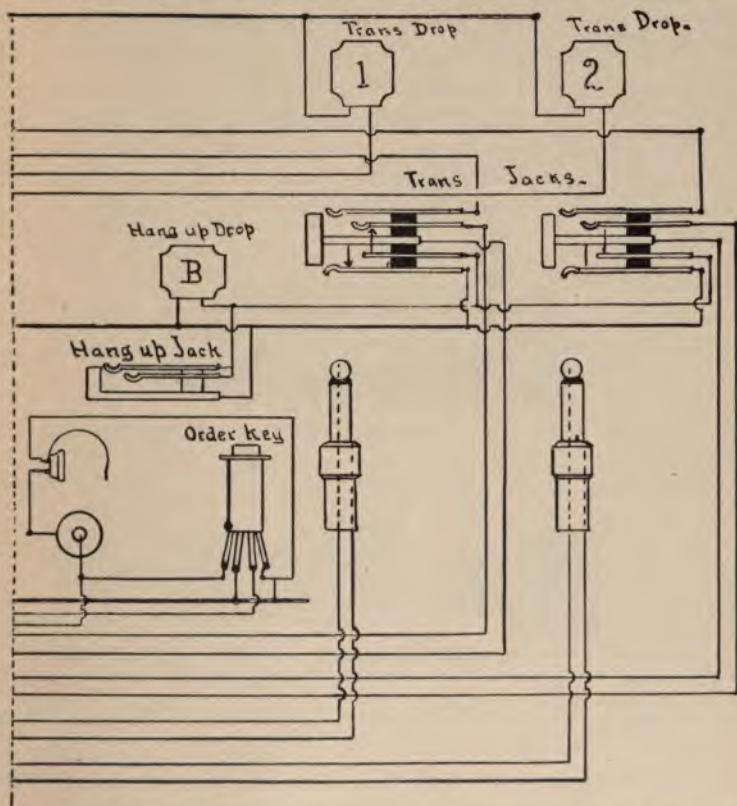 Trans Drop
Trans Drop.
1
2
Trans Jacks.
Hang up Drop
B
Hang up Jack
Order Key